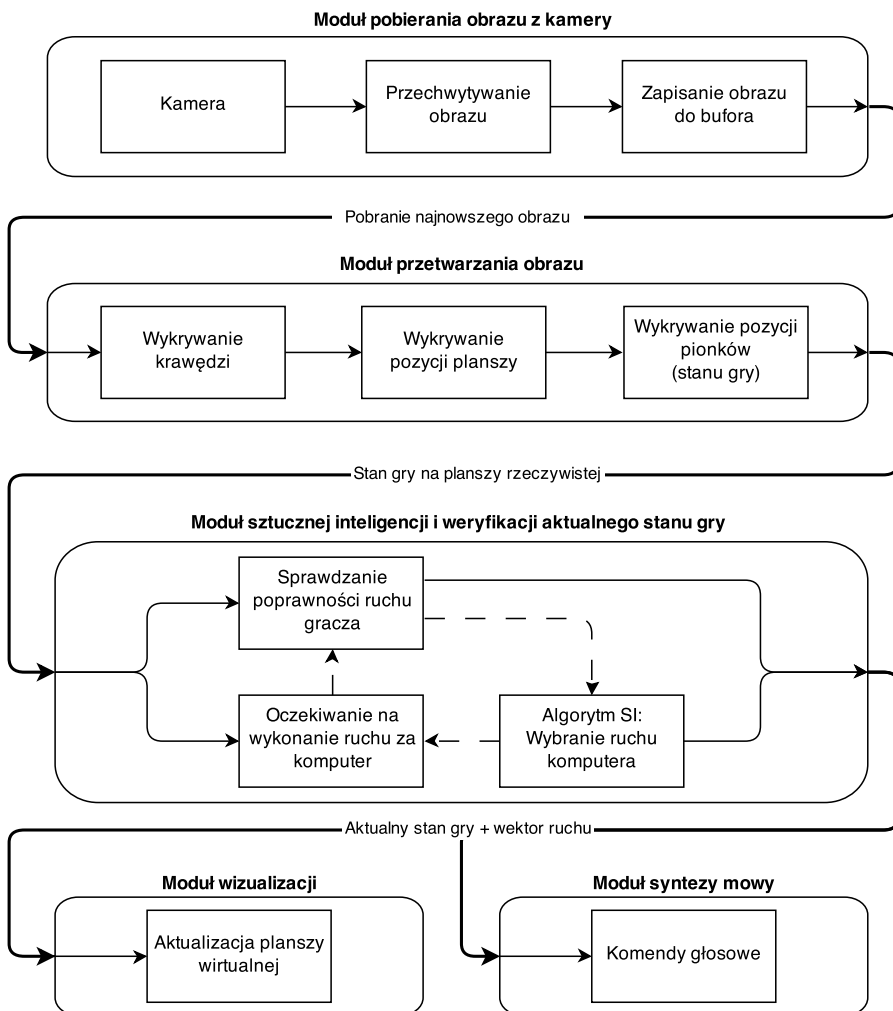 Moduł pobierania obrazu z kamery
Kamera
Przechwytywanie
obrazu
Zapisanie obrazu
do bufora
Pobranie najnowszego obrazu
Moduł przetwarzania obrazu
Wykrywanie
krawędzi
Wykrywanie
pozycji planszy
Wykrywanie pozycji
pionków
(stanu gry)
Stan gry na planszy rzeczywistej
Moduł sztucznej inteligencji i weryfikacji aktualnego stanu gry
Sprawdzanie
poprawności ruchu
gracza
Oczekiwanie na
wykonanie ruchu za
komputer
Algorytm SI:
Wybranie ruchu
komputera
Aktualny stan gry + wektor ruchu
Moduł wizualizacji
Aktualizacja planszy
wirtualnej
Moduł syntezy mowy
Komendy głosowe